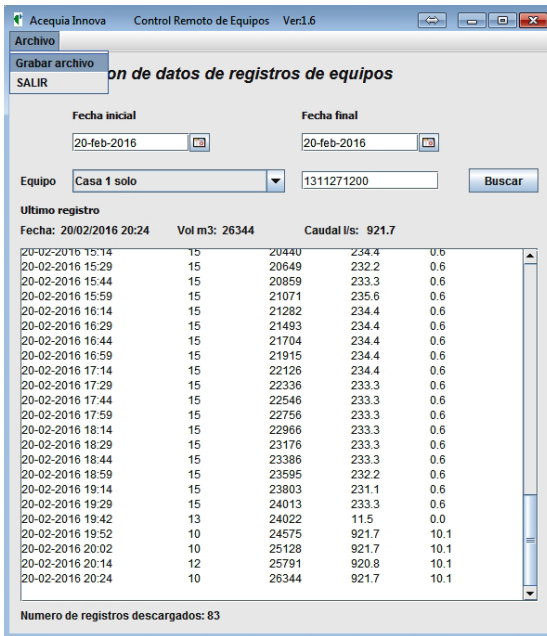 Acequia Innova Control Remoto de Equipos Ver:1.6
Archivo
Grabar archivo
SALIR
on de datos de registros de equipos
Fecha inicial Fecha final
20-feb-2016 20-feb-2016
Equipo Casa 1 solo 1311271200 Buscar
Ultimo registro
Fecha: 20/02/2016 20:24 Vol m3: 26344 Caudal l/s: 921.7
20-02-2016 15:14 15 20440 234.4 0.6
20-02-2016 15:29 15 20649 232.2 0.6
20-02-2016 15:44 15 20859 233.3 0.6
20-02-2016 15:59 15 21071 235.6 0.6
20-02-2016 16:14 15 21282 234.4 0.6
20-02-2016 16:29 15 21493 234.4 0.6
20-02-2016 16:44 15 21704 234.4 0.6
20-02-2016 16:59 15 21915 234.4 0.6
20-02-2016 17:14 15 22126 234.4 0.6
20-02-2016 17:29 15 22336 233.3 0.6
20-02-2016 17:44 15 22546 233.3 0.6
20-02-2016 17:59 15 22756 233.3 0.6
20-02-2016 18:14 15 22966 233.3 0.6
20-02-2016 18:29 15 23176 233.3 0.6
20-02-2016 18:44 15 23386 233.3 0.6
20-02-2016 18:59 15 23595 232.2 0.6
20-02-2016 19:14 15 23803 231.1 0.6
20-02-2016 19:29 15 24013 233.3 0.6
20-02-2016 19:42 13 24022 11.5 0.0
20-02-2016 19:52 10 24575 921.7 10.1
20-02-2016 20:02 10 25128 921.7 10.1
20-02-2016 20:14 12 25791 920.8 10.1
20-02-2016 20:24 10 26344 921.7 10.1
Numero de registros descargados: 83